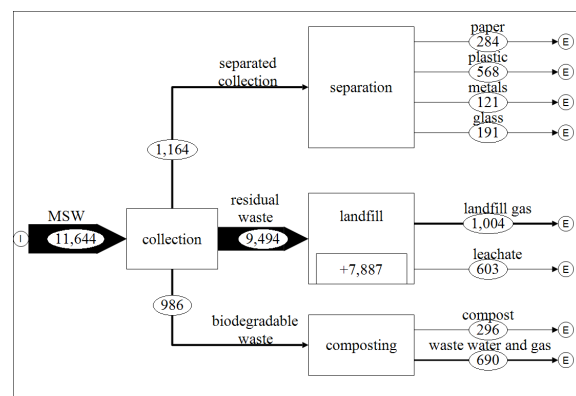 paper
284
E
plastic
568
E
separated
collection
separation
metals
121
E
glass
191
E
1,164
MSW
I
11,644
collection
residual
waste
9,494
landfill
+7,887
landfill gas
1,004
E
leachate
603
E
986
biodegradable
waste
composting
compost
296
E
waste water and gas
690
E